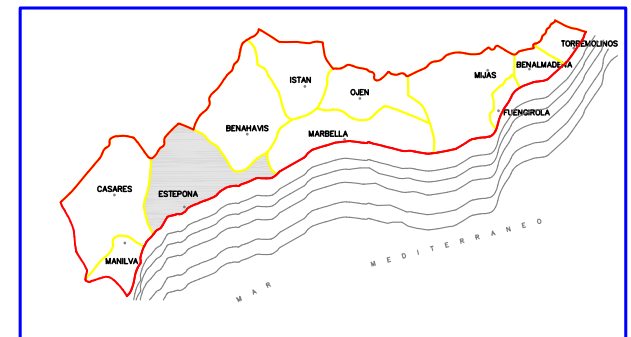 TORREMOLINOS
BENALMADENA
MIJAS
ISTAN
OJEN
FUENGIROLA
BENAHAVIS
MARBELLA
CASARES
ESTEPONA
MANILVA
MAR MEDITERRANEO